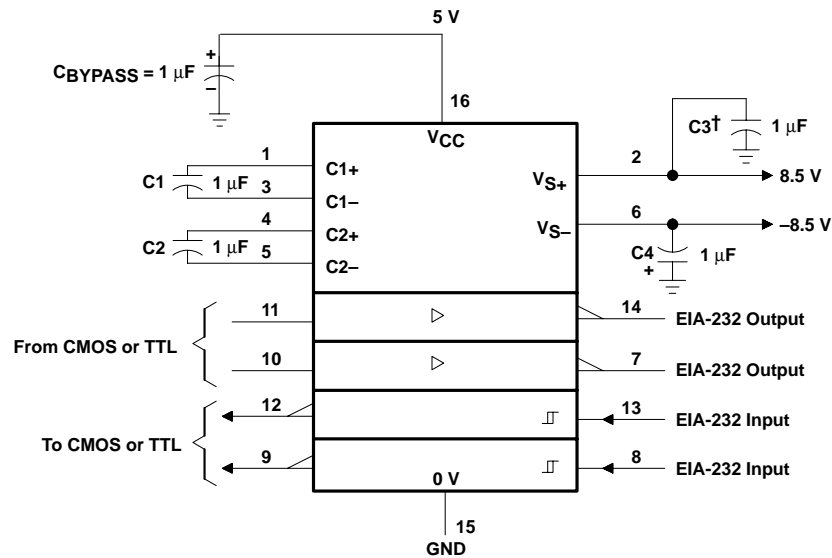 5 V
CBYPASS = 1 μF
+
–
16
VCC
C3†
1 μF
1
C1+
2
VS+
8.5 V
C1
1 μF
3
C1–
4
C2+
6
VS–
–8.5 V
C2
1 μF
5
C2–
C4
+
1 μF
11
14
EIA-232 Output
From CMOS or TTL
10
7
EIA-232 Output
12
13
EIA-232 Input
To CMOS or TTL
9
8
EIA-232 Input
0 V
15
GND